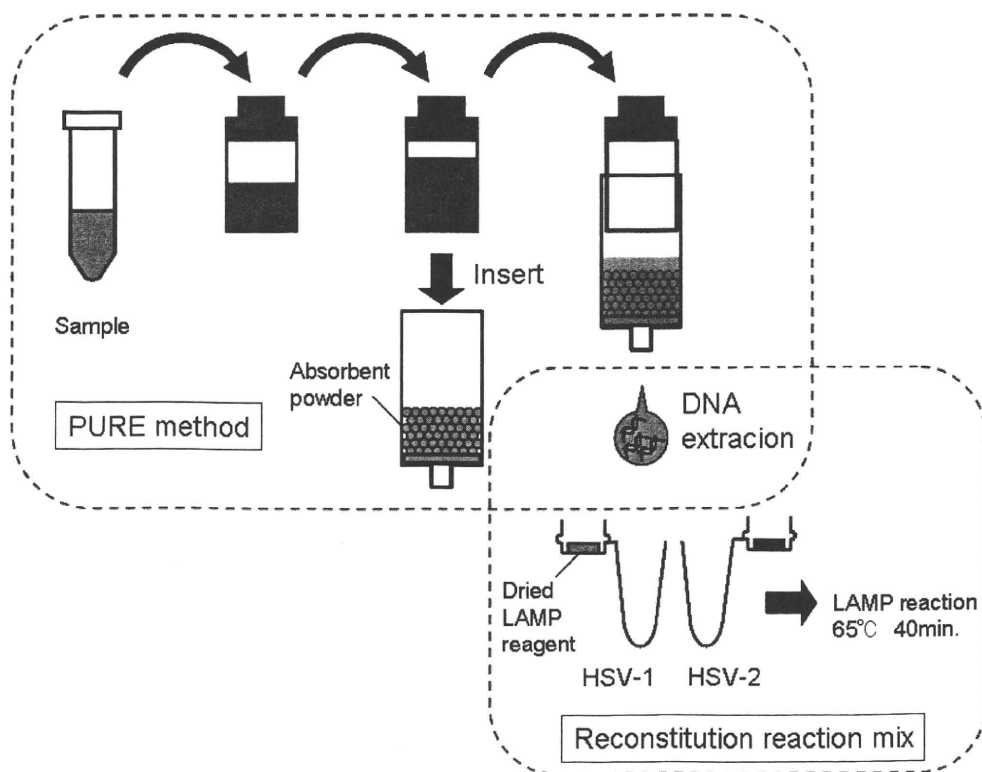 Insert
Sample
Absorbent
powder
PURE method
DNA
extracion
Dried
LAMP
reagent
LAMP reaction
65℃ 40min.
HSV-1 HSV-2
Reconstitution reaction mix